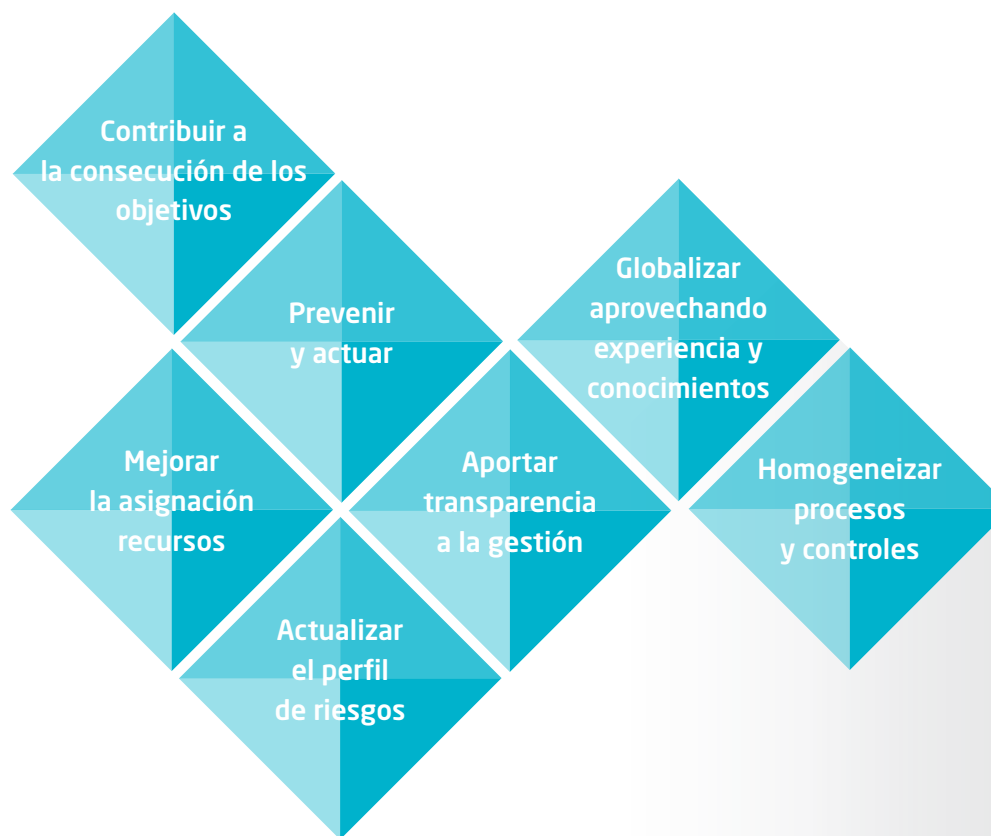 Contribuir a
la consecución de los
objetivos
Prevenir
y actuar
Globalizar
aprovechando
experiencia y
conocimientos
Mejorar
la asignación
recursos
Aportar
transparencia
a la gestión
Homogeneizar
procesos
y controles
Actualizar
el perfil
de riesgos